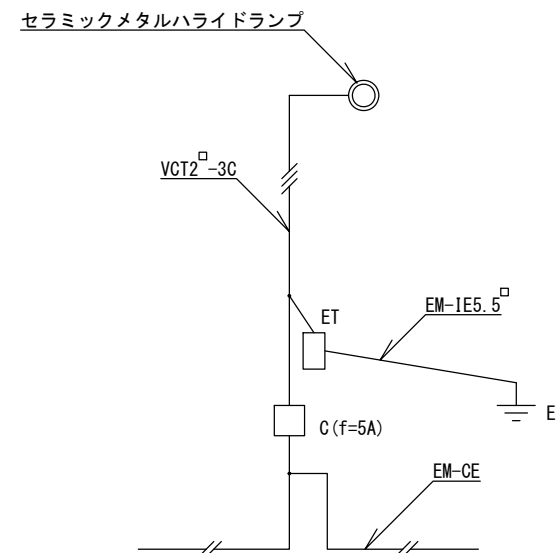 セラミックメタルハライドランプ
VCT2□-3C
EM-IE5.5□
ET
E
C(f=5A)
EM-CE